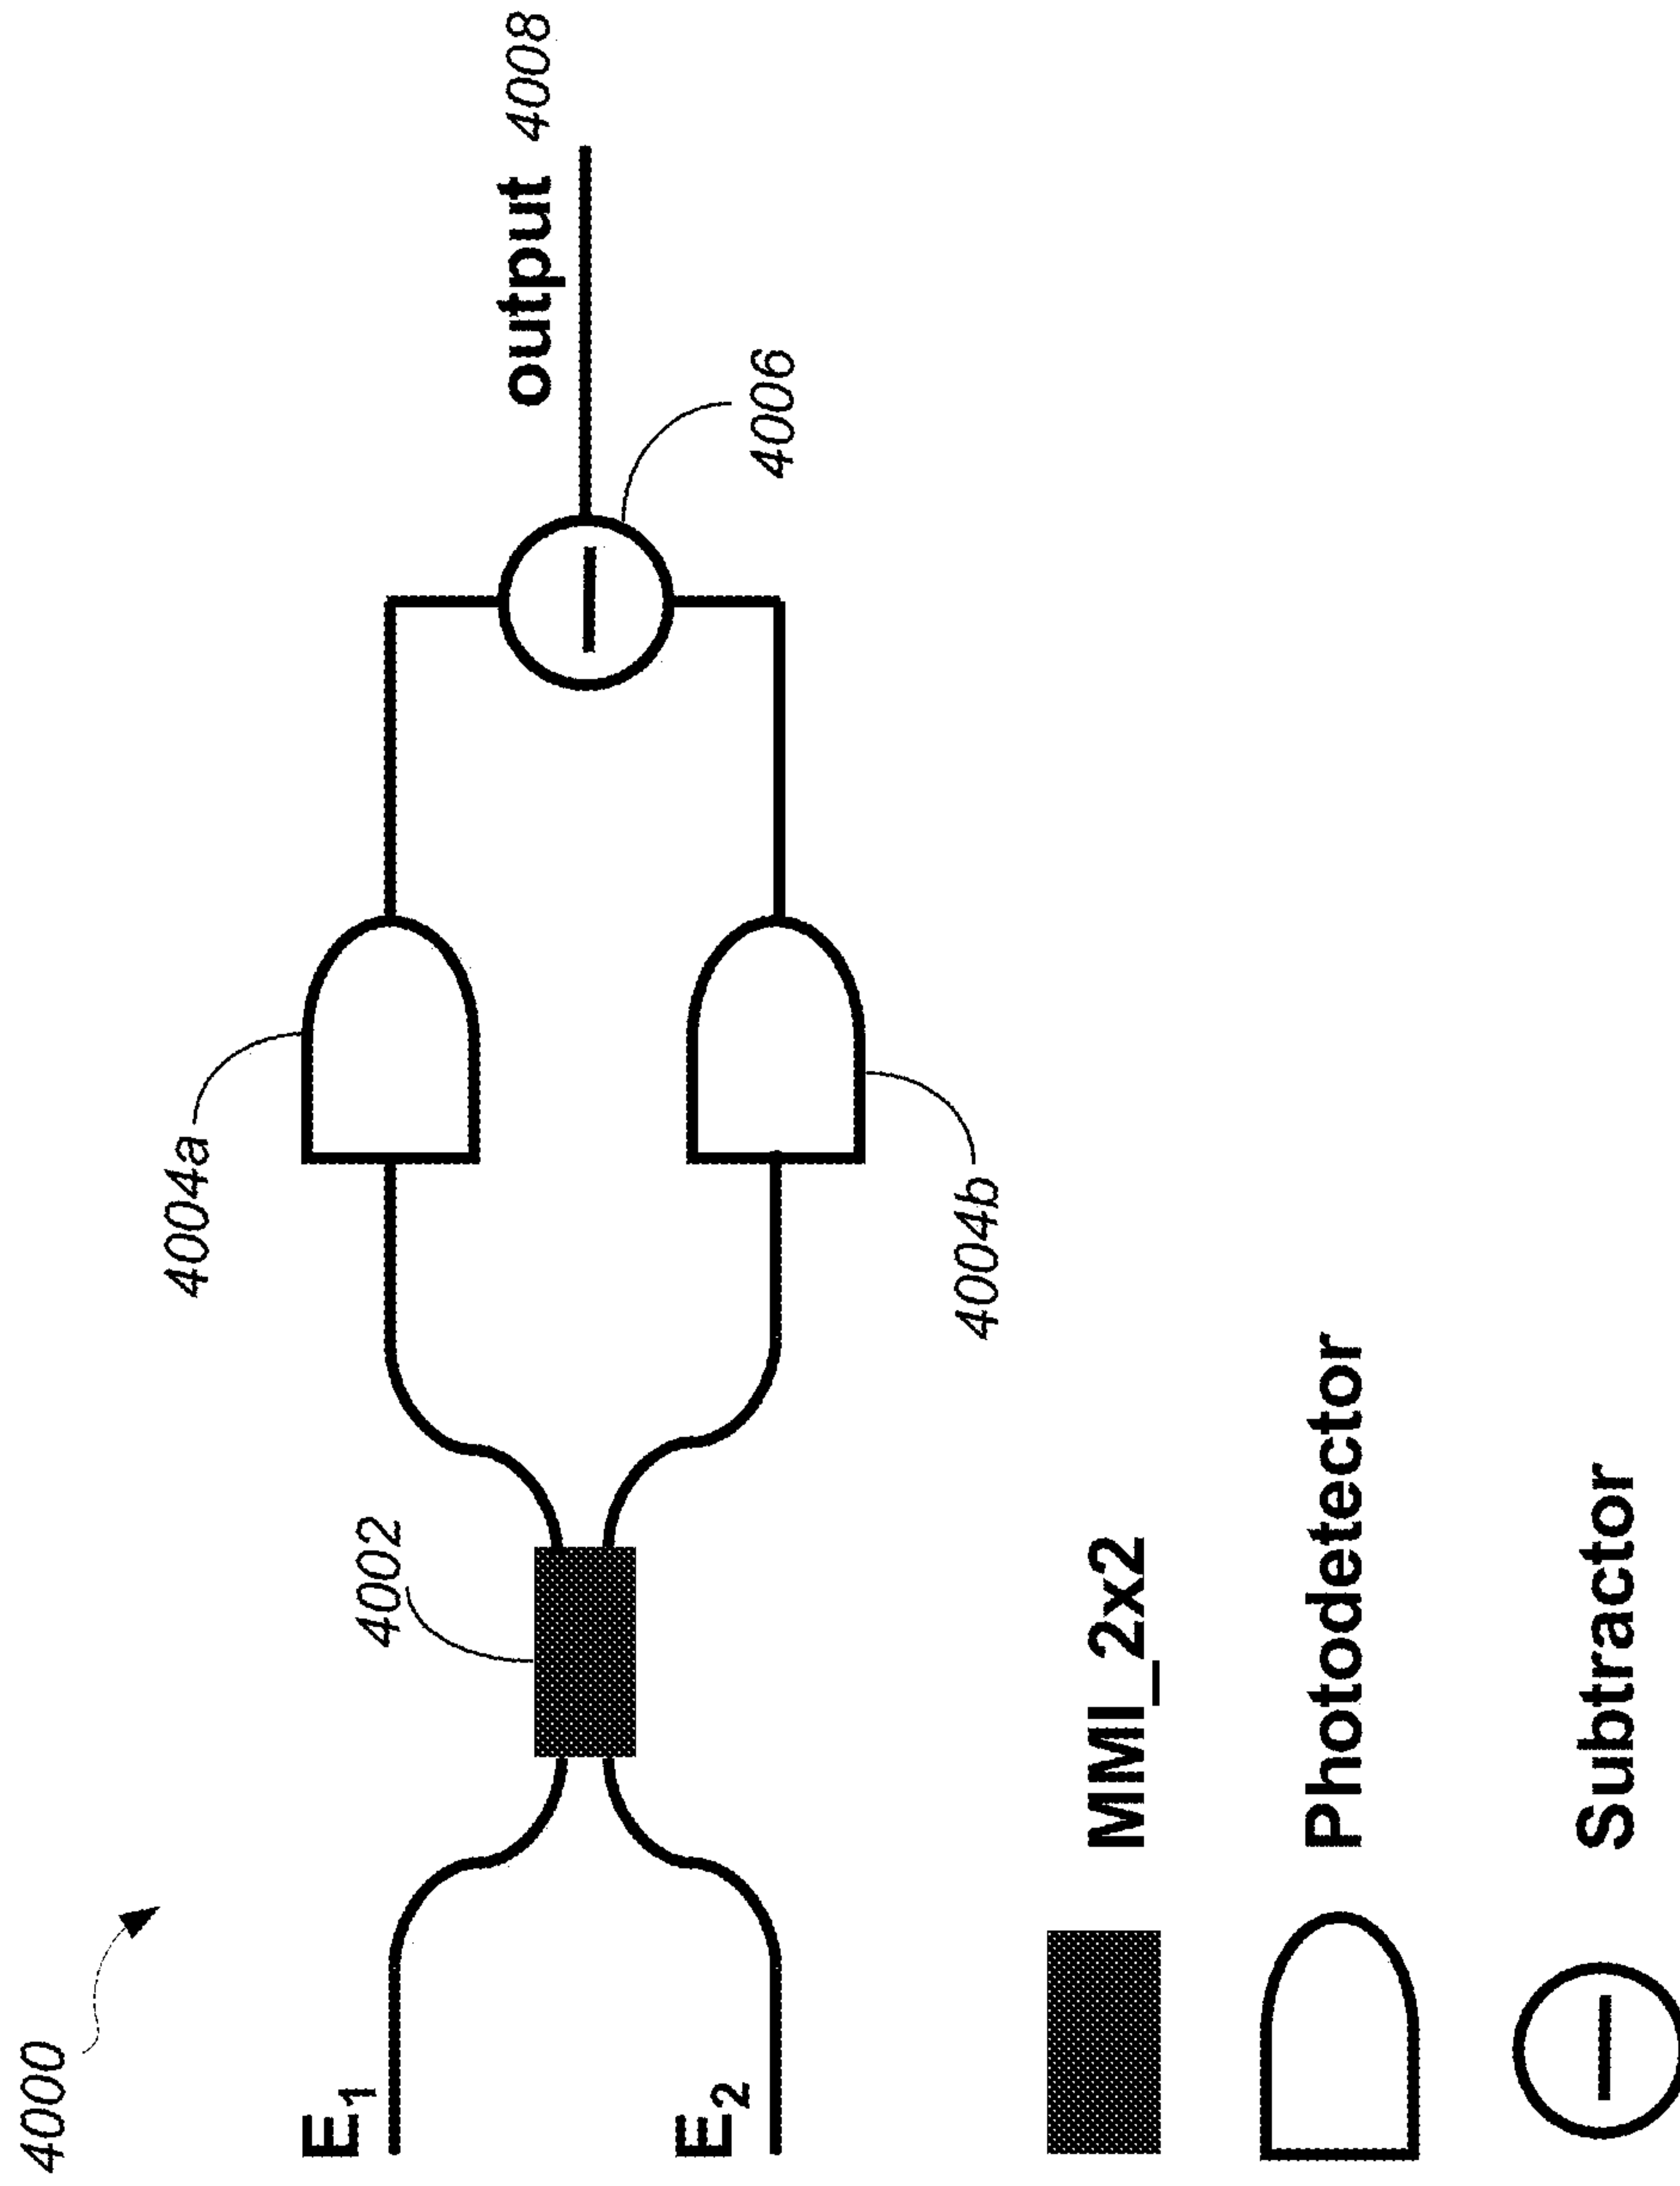 4000
E1
E2
4002
4004a
4004b
4006
output 4008
MMI_2x2
Photodetector
Subtractor